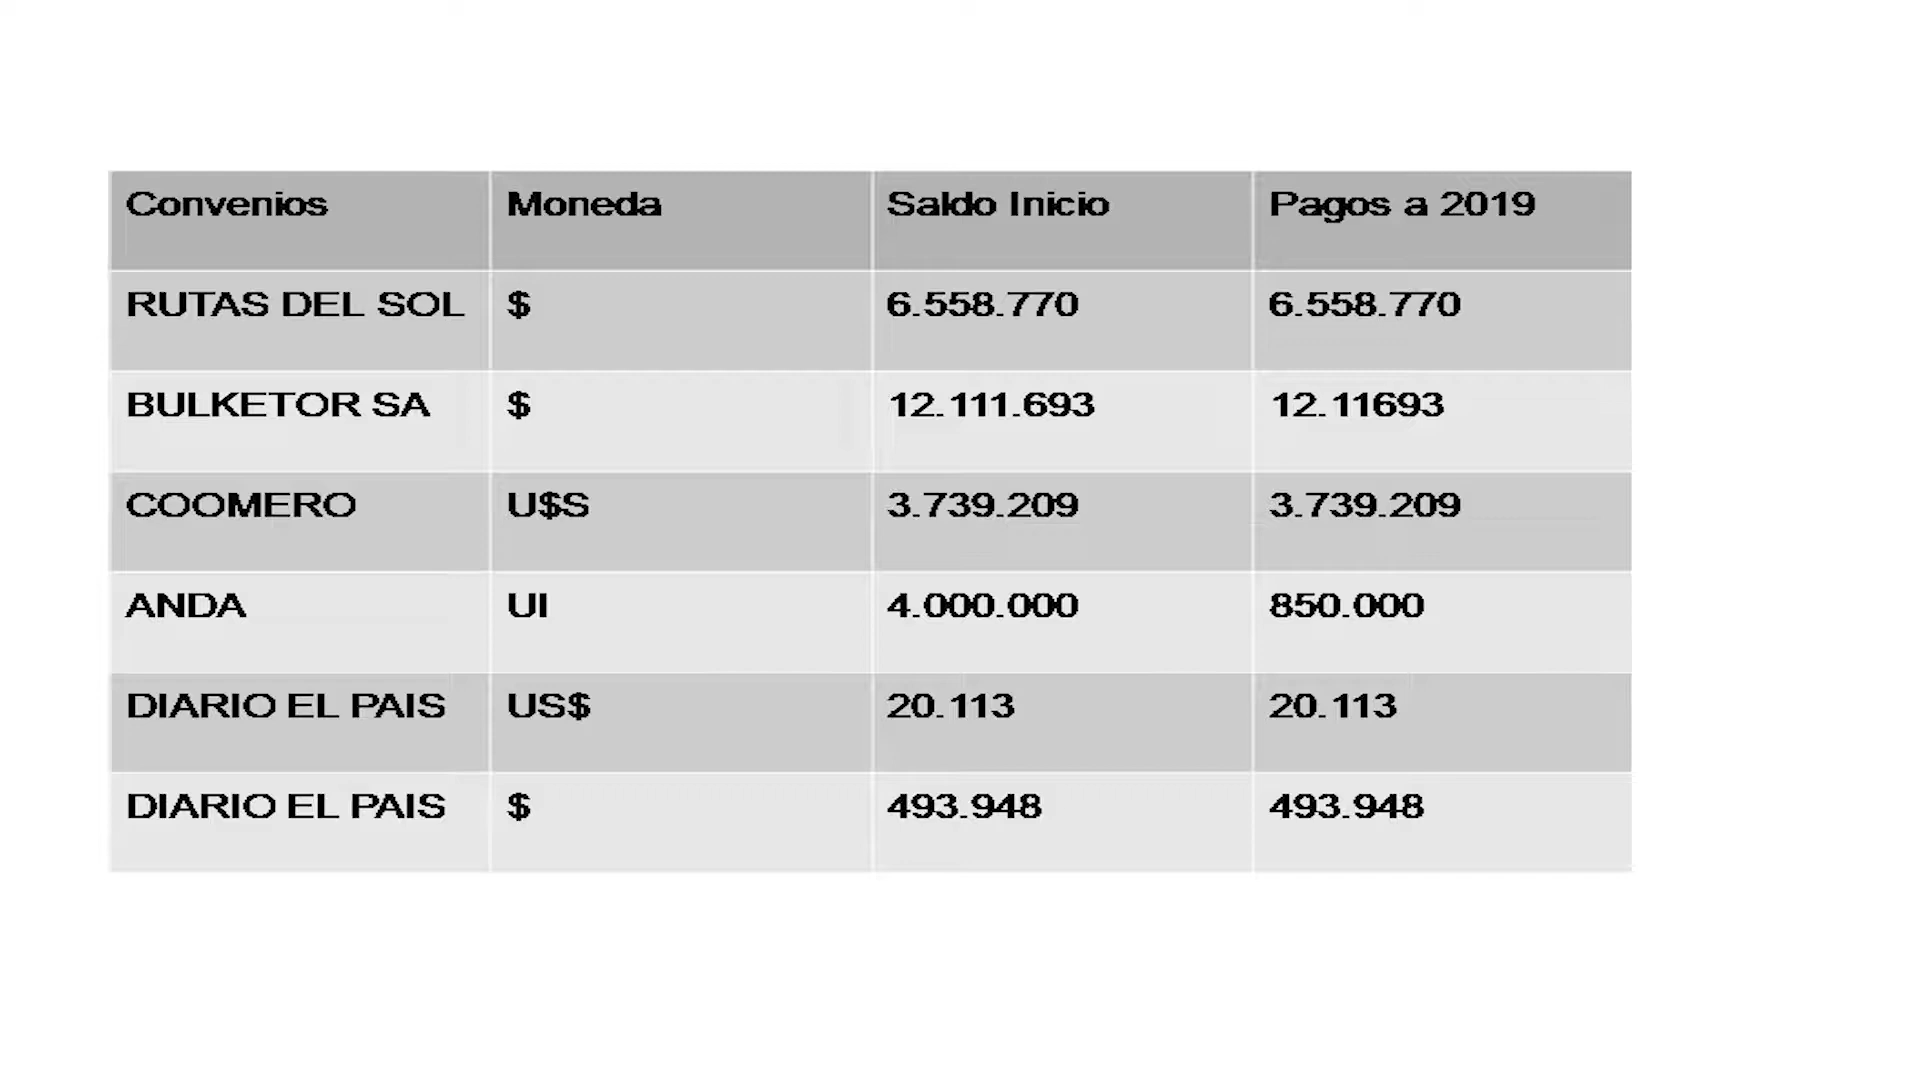 Convenios Moneda Saldo Inicio Pagos a 2019
RUTAS DEL SOL $ 6.558.770 6.558.770
BULKETOR SA $ 12.111.693 12.11693
COOMERO U$S 3.739.209 3.739.209
ANDA UI 4.000.000 850.000
DIARIO EL PAIS US$ 20.113 20.113
DIARIO EL PAIS $ 493.948 493.948